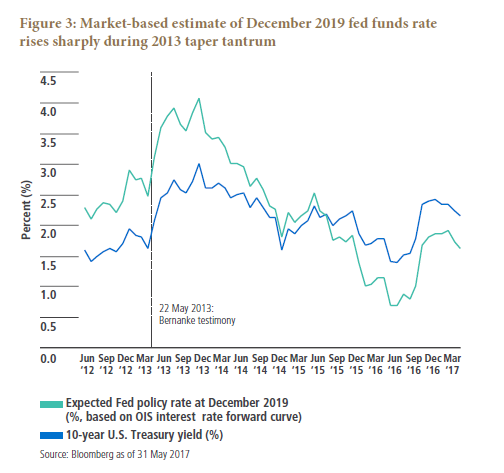 Figure 3: Market-based estimate of December 2019 fed funds rate
rises sharply during 2013 taper tantrum
4.5
4.0
3.5
3.0
2.5
2.0
1.5
1.0
0.5
0.0
Percent (%)
22 May 2013:
Bernanke testimony
Jun Sep Dec Mar Jun Sep Dec Mar Jun Sep Dec Mar Jun Sep Dec Mar Jun Sep Dec Mar
'12 '12 '12 '13 '13 '13 '13 '14 '14 '14 '14 '15 '15 '15 '15 '16 '16 '16 '16 '17
Expected Fed policy rate at December 2019
(%, based on OIS interest rate forward curve)
10-year U.S. Treasury yield (%)
Source: Bloomberg as of 31 May 2017